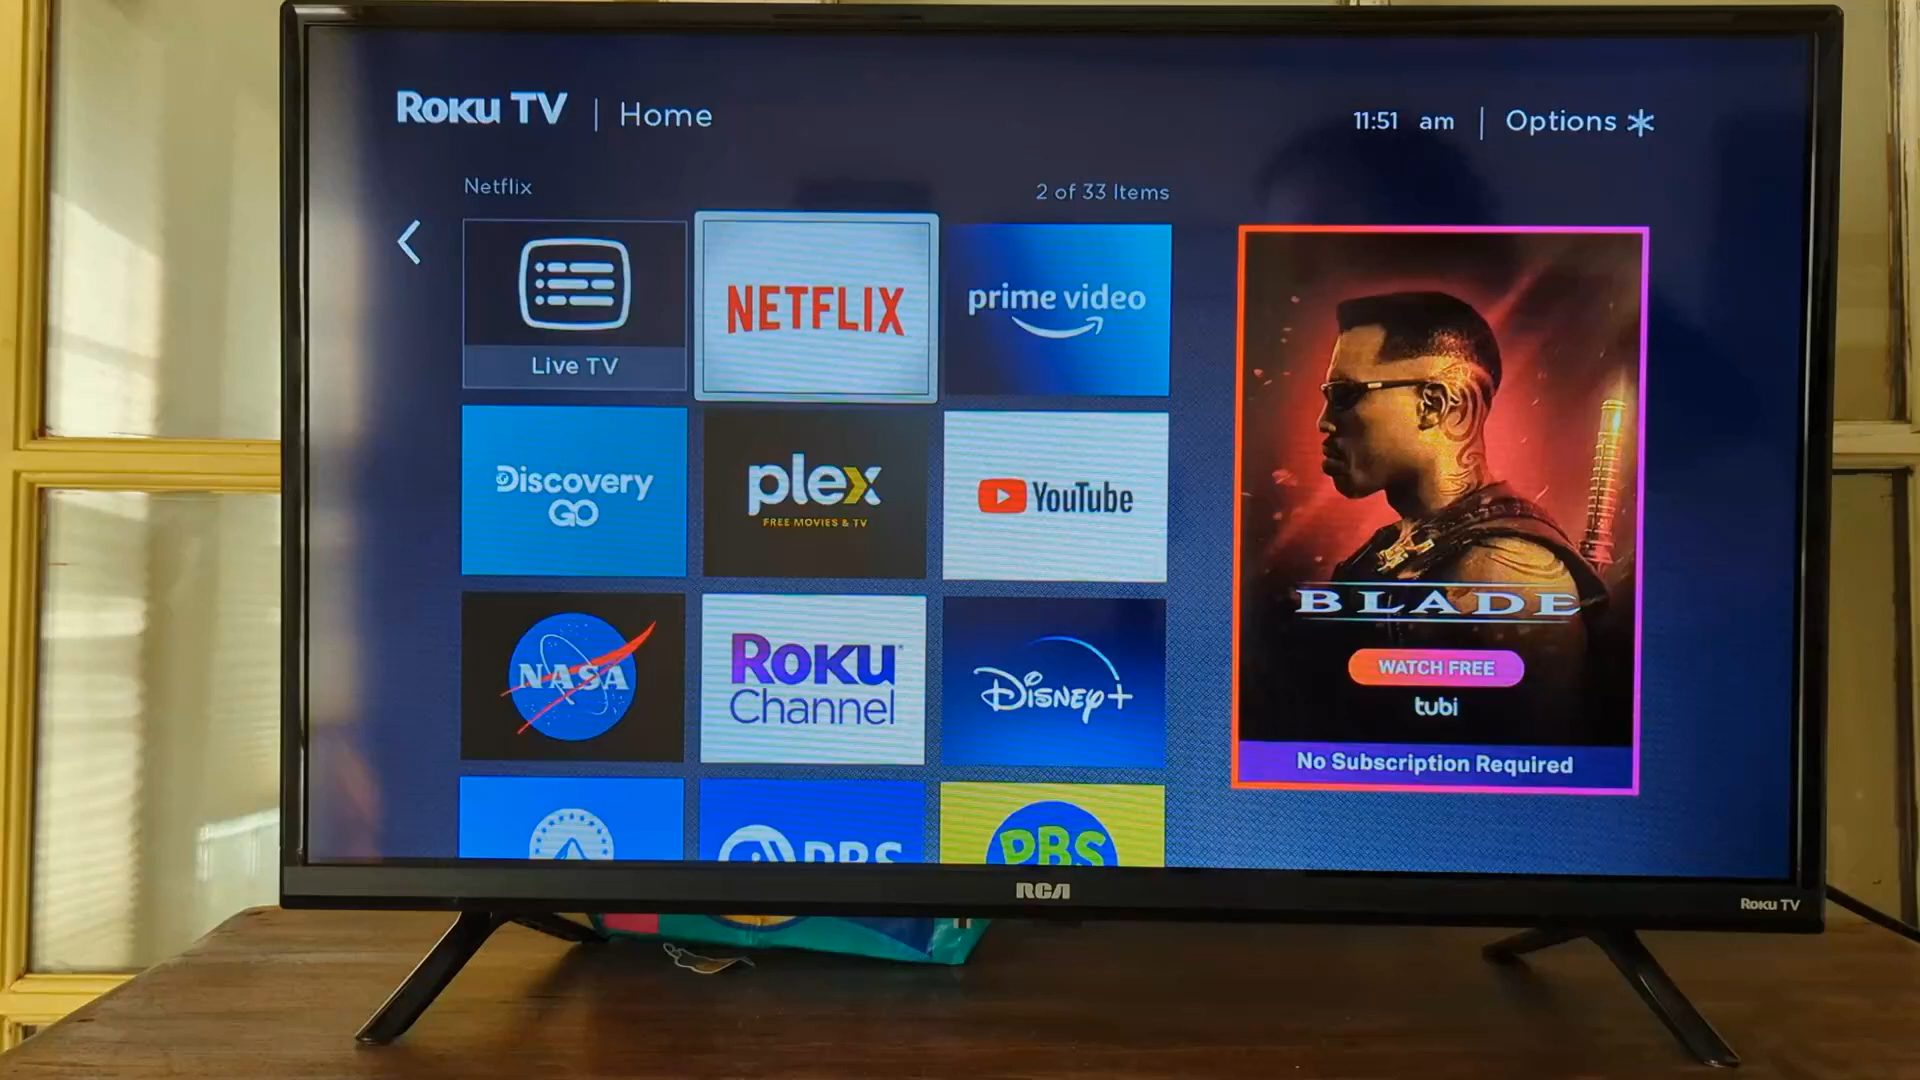 Roku TV | Home
11:51 am | Options
Netflix
2 of 33 Items
Live TV
NETFLIX
prime video
Discovery
GO
plex
FREE MOVIES & TV
YouTube
NASA
Roku
Channel
Disney+
PBS
PBS
BLADE
WATCH FREE
tubi
No Subscription Required
RCA
Roku TV